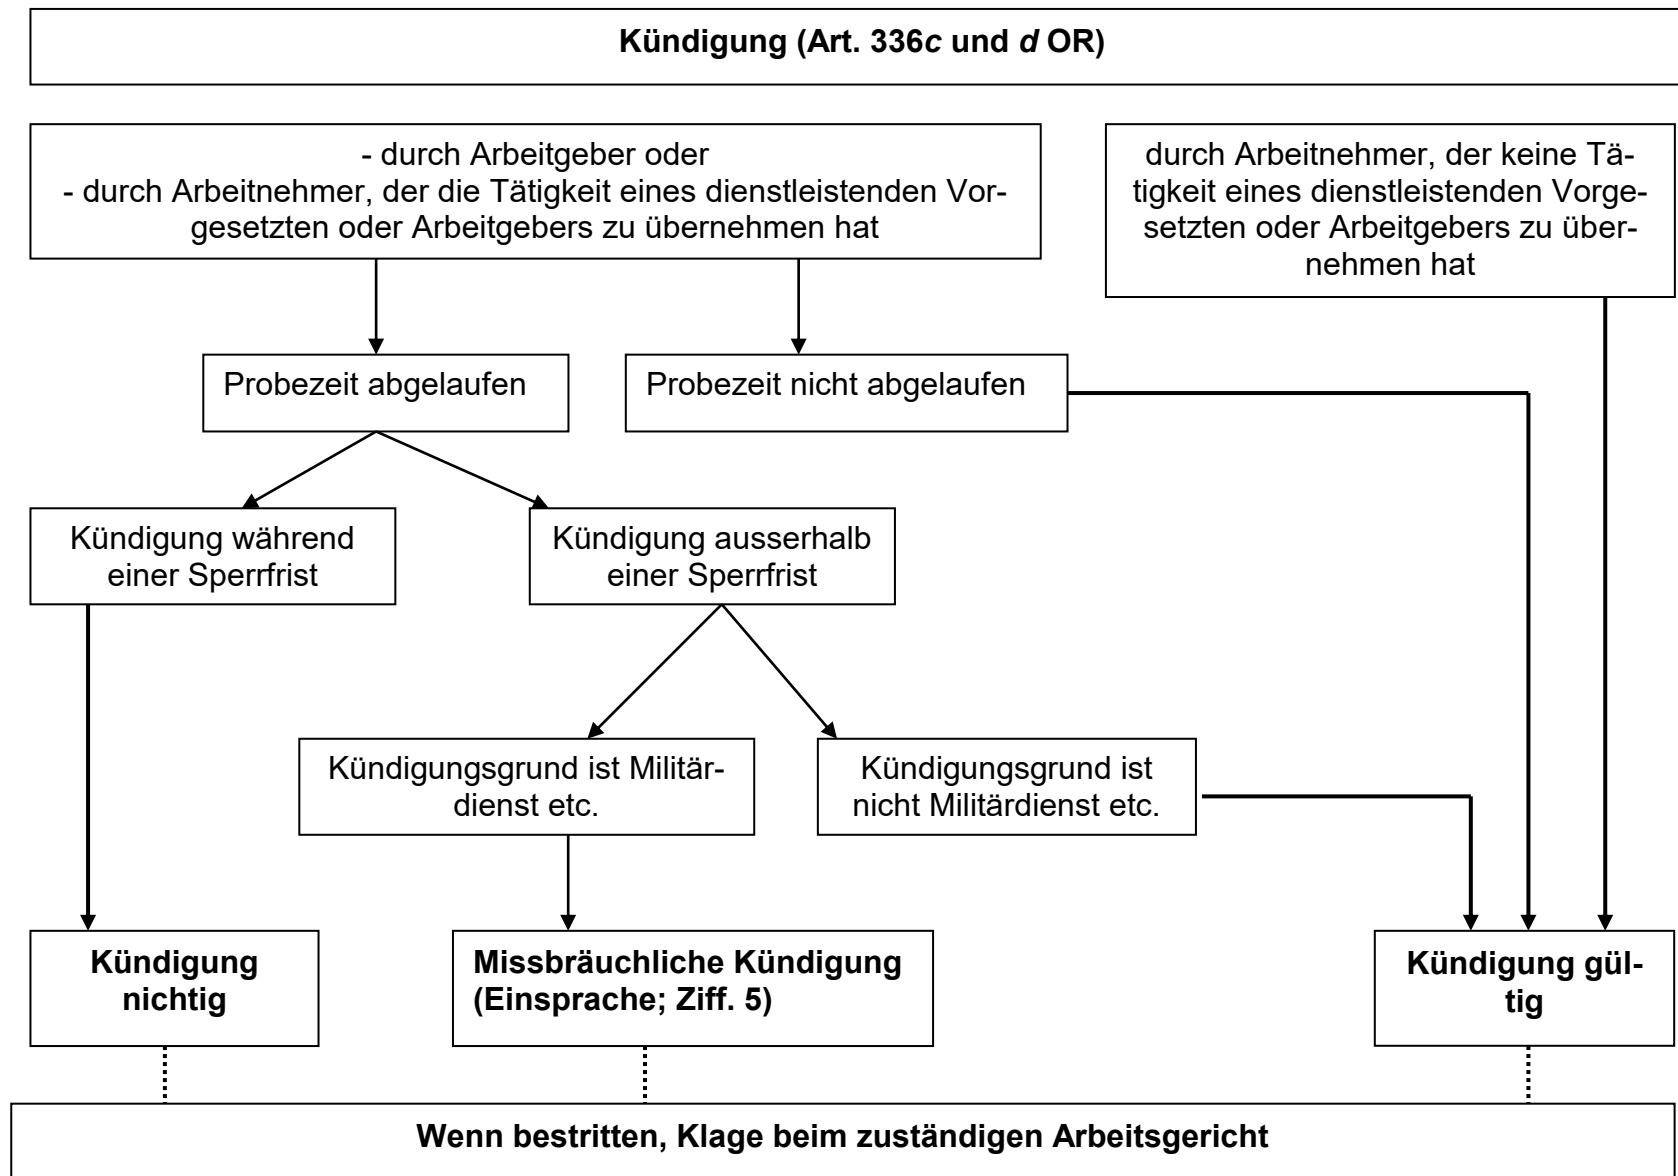 Kündigung (Art. 336c und d OR)
- durch Arbeitgeber oder
- durch Arbeitnehmer, der die Tätigkeit eines dienstleistenden Vor-
gesetzten oder Arbeitgebers zu übernehmen hat
durch Arbeitnehmer, der keine Tä-
tigkeit eines dienstleistenden Vorge-
setzten oder Arbeitgebers zu über-
nehmen hat
Probezeit abgelaufen
Probezeit nicht abgelaufen
Kündigung während
einer Sperrfrist
Kündigung ausserhalb
einer Sperrfrist
Kündigungsgrund ist Militär-
dienst etc.
Kündigungsgrund ist
nicht Militärdienst etc.
Kündigung
nichtig
Missbräuchliche Kündigung
(Einsprache; Ziff. 5)
Kündigung gül-
tig
Wenn bestritten, Klage beim zuständigen Arbeitsgericht